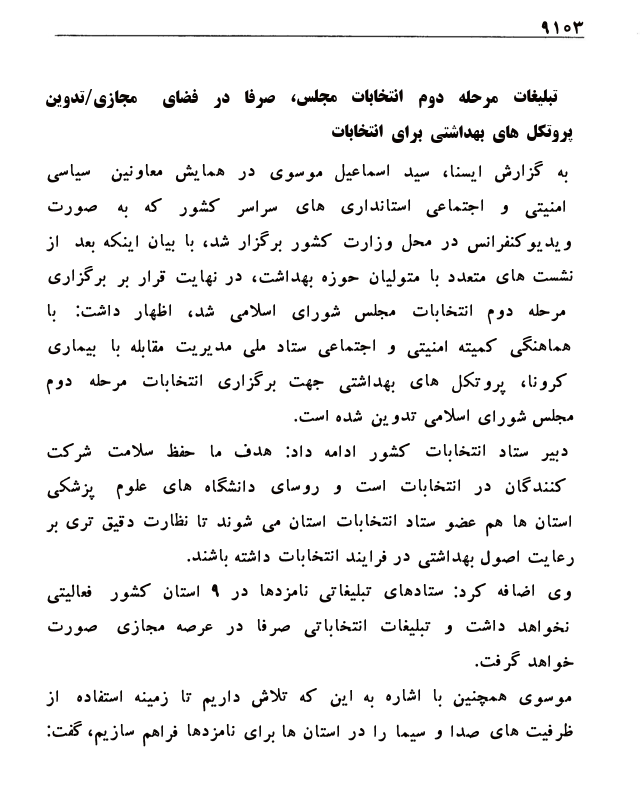 ۹۱۰۳
تبلیغات مرحله دوم انتخابات مجلس، صرفا در فضای مجازی/تدوین
پروتکل های بهداشتی برای انتخابات
به گزارش ایسنا، سید اسماعیل موسوی در همایش معاونین سیاسی
امنیتی و اجتماعی استانداری های سراسر کشور که به صورت
ویدیوکنفرانس در محل وزارت کشور برگزار شد، با بیان اینکه بعد از
نشست های متعدد با متولیان حوزه بهداشت، در نهایت قرار بر برگزاری
مرحله دوم انتخابات مجلس شورای اسلامی شد، اظهار داشت: با
هماهنگی کمیته امنیتی و اجتماعی ستاد ملی مدیریت مقابله با بیماری
کرونا، پروتکل های بهداشتی جهت برگزاری انتخابات مرحله دوم
مجلس شورای اسلامی تدوین شده است.
دبیر ستاد انتخابات کشور ادامه داد: هدف ما حفظ سلامت شرکت
کنندگان در انتخابات است و روسای دانشگاه های علوم پزشکی
استان ها هم عضو ستاد انتخابات استان می شوند تا نظارت دقیق تری بر
رعایت اصول بهداشتی در فرایند انتخابات داشته باشند.
وی اضافه کرد: ستادهای تبلیغاتی نامزدها در ۹ استان کشور فعالیتی
نخواهد داشت و تبلیغات انتخاباتی صرفا در عرصه مجازی صورت
خواهد گرفت.
موسوی همچنین با اشاره به این که تلاش داریم تا زمینه استفاده از
ظرفیت های صدا و سیما را در استان ها برای نامزدها فراهم سازیم، گفت: